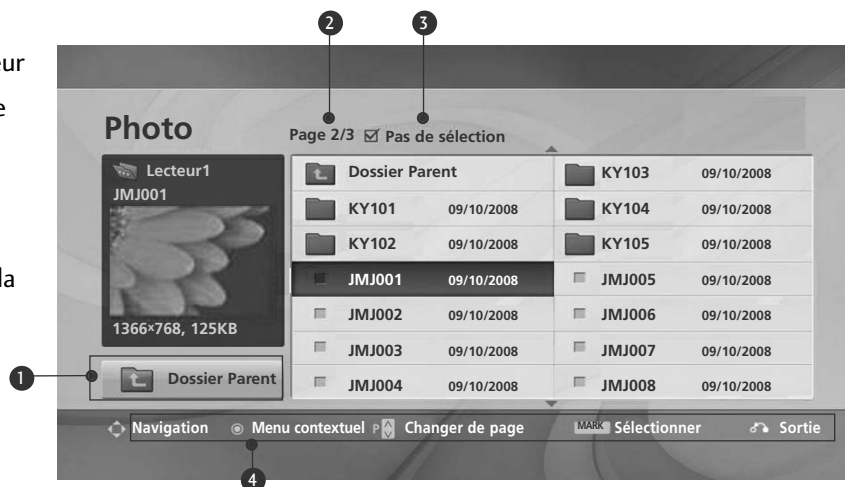 2 3
eur
e
la
Photo
Page 2/3 Pas de sélection
Lecteur1
JMJ001
1366×768, 125KB
1
Dossier Parent
Dossier Parent
KY101 09/10/2008
KY102 09/10/2008
JMJ001 09/10/2008
JMJ002 09/10/2008
JMJ003 09/10/2008
JMJ004 09/10/2008
KY103 09/10/2008
KY104 09/10/2008
KY105 09/10/2008
JMJ005 09/10/2008
JMJ006 09/10/2008
JMJ007 09/10/2008
JMJ008 09/10/2008
Navigation Menu contextuel P Changer de page MARK Sélectionner Sortie
4